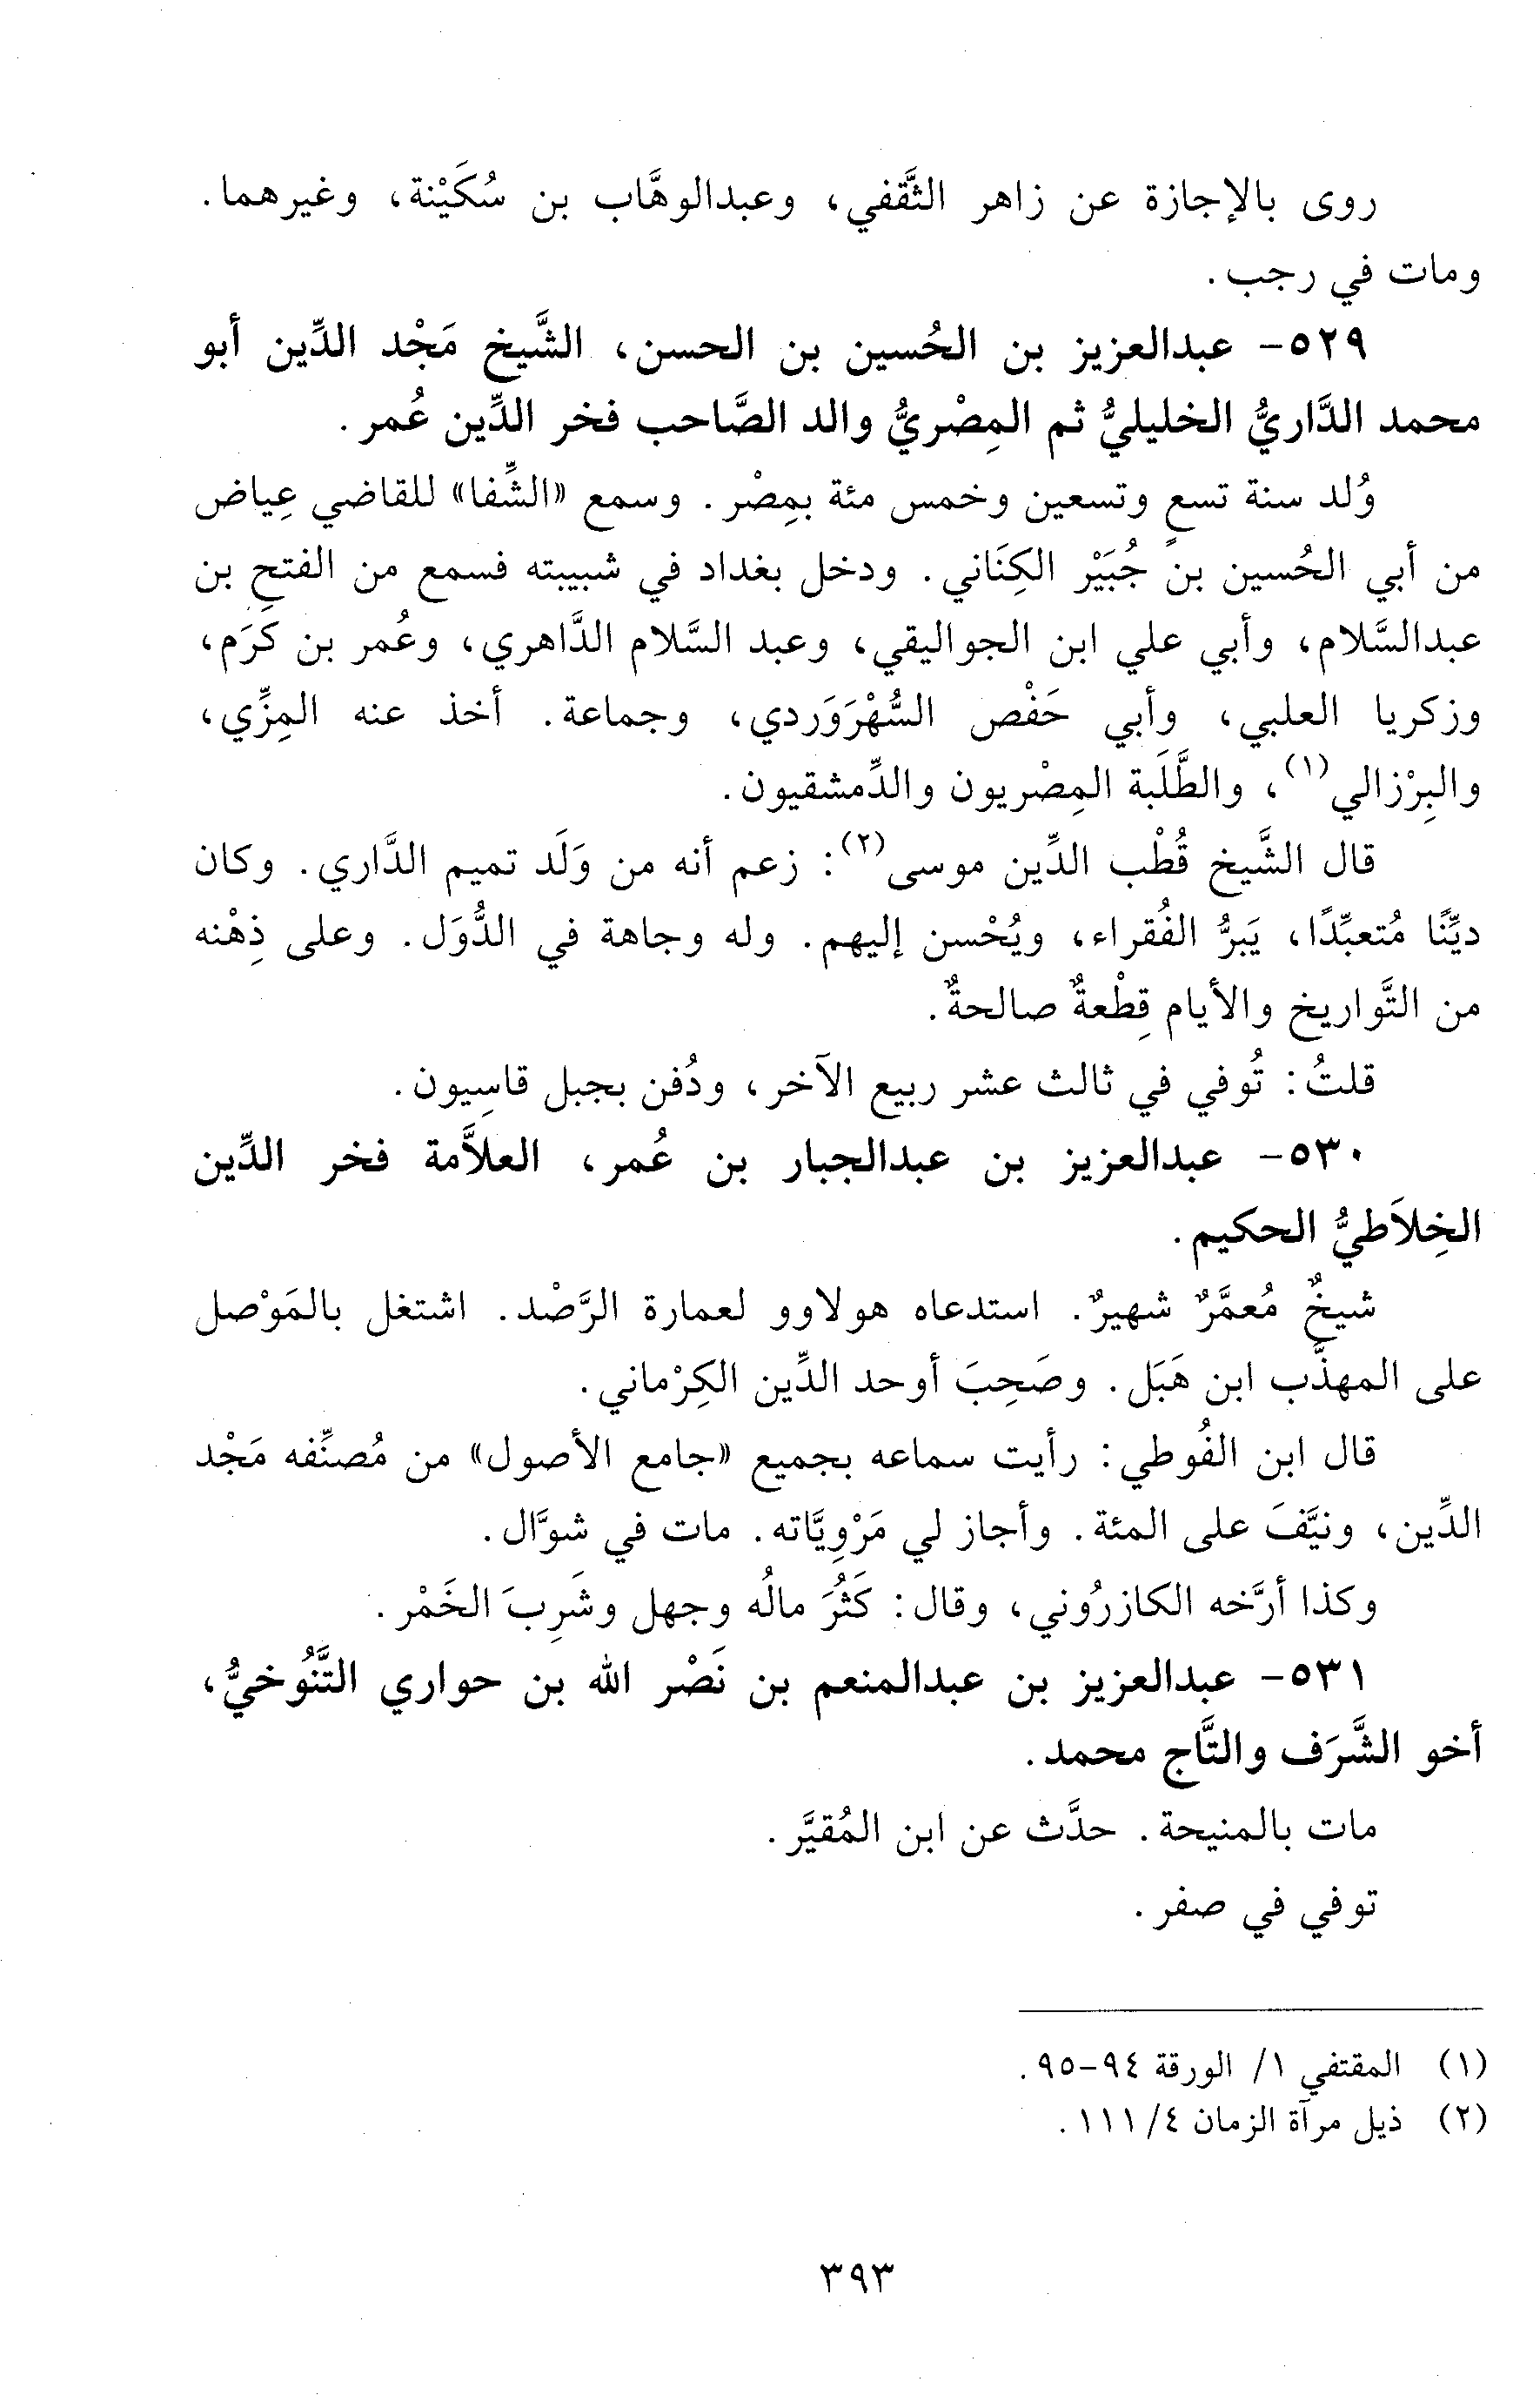 روى بالإجازة عن زاهر الثَّقفي، وعبدالوهَّاب بن سُكَيْنة، وغيرهما.
ومات في رجب.
٥٢٩- عبدالعزيز بن الحُسين بن الحسن، الشَّيخ مَجْد الدِّين أبو
محمد الدَّاريُّ الخليليُّ ثم المِصْريُّ والد الصَّاحب فخر الدِّين عُمر.
وُلد سنة تسعٍ وتسعين وخمس مئة بمِصْر. وسمع «الشِّفا» للقاضي عِياض
من أبي الحُسين بن جُبَيْر الكِنَاني. ودخل بغداد في شبيبته فسمع من الفتحِ بن
عبدالسَّلام، وأبي علي ابن الجواليقي، وعبد السَّلام الدَّاهري، وعُمر بن كَرَم،
وزكريا العلبي، وأبي حَفْص السُّهْرَوَردي، وجماعة. أخذ عنه المِزِّي،
والبِرْزالي(١)، والطَّلَبة المِصْريون والدِّمشقيون.
قال الشَّيخ قُطْب الدِّين موسى(٢): زعم أنه من وَلَد تميم الدَّاري. وكان
ديِّنًا مُتعبِّدًا، يَبرُّ الفُقراء، ويُحْسن إليهم. وله وجاهة في الدُّوَل. وعلى ذِهْنه
من التَّواريخ والأيام قِطْعةٌ صالحةٌ.
قلتُ: تُوفي في ثالث عشر ربيع الآخر، ودُفن بجبل قاسِيون.
٥٣٠- عبدالعزيز بن عبدالجبار بن عُمر، العلاَّمة فخر الدِّين
الخِلاَطيُّ الحكيم.
شيخٌ مُعمَّرٌ شهيرٌ. استدعاه هولاوو لعمارة الرَّصْد. اشتغل بالمَوْصل
على المهذَّب ابن هَبَل. وصَحِبَ أوحد الدِّين الكِرْماني.
قال ابن الفُوطي: رأيت سماعه بجميع «جامع الأصول» من مُصنِّفه مَجْد
الدِّين، ونيَّفَ على المئة. وأجاز لي مَرْوِيَّاته. مات في شوَّال.
وكذا أرَّخه الكازرُوني، وقال: كَثُرَ مالُه وجهل وشَرِبَ الخَمْر.
٥٣١- عبدالعزيز بن عبدالمنعم بن نَصْر الله بن حواري التَّنُوخيُّ،
أخو الشَّرَف والتَّاج محمد.
مات بالمنيحة. حدَّث عن ابن المُقيَّر.
توفي في صفر.
(١) المقتفي ١/ الورقة ٩٤-٩٥.
(٢) ذيل مرآة الزمان ٤/ ١١١.
٣٩٣